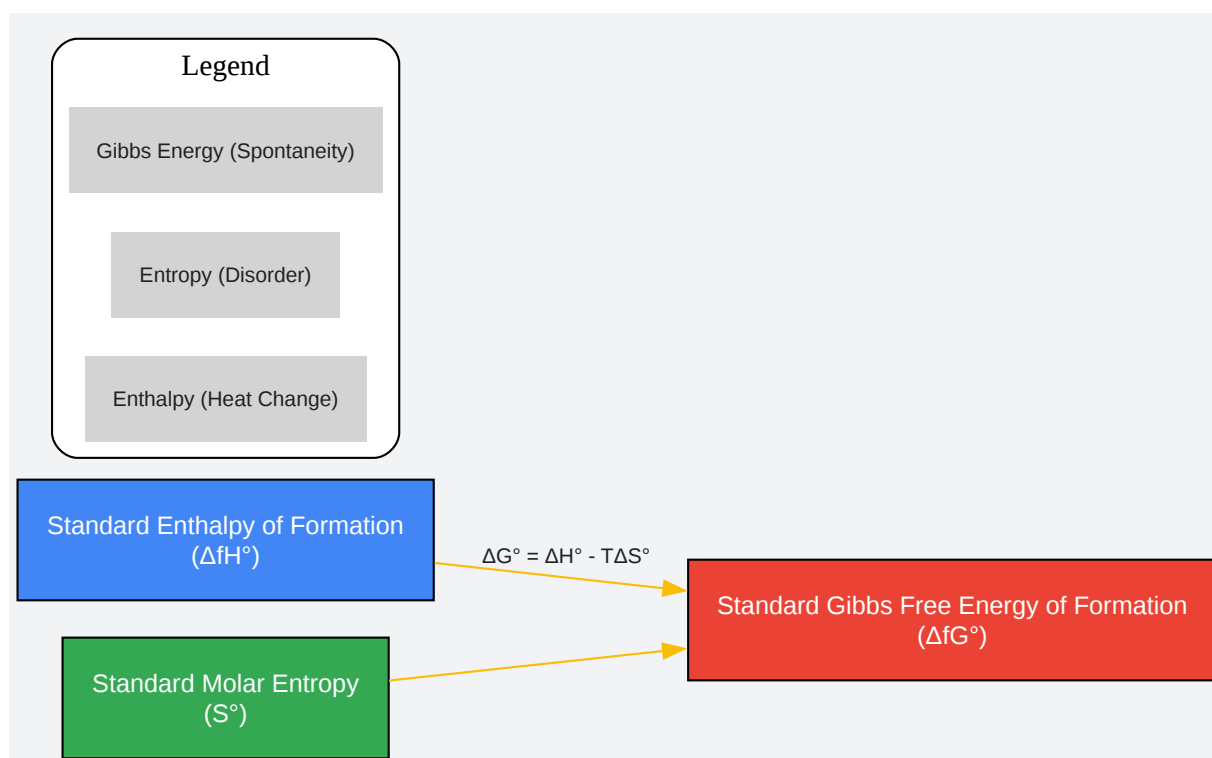 Legend
Gibbs Energy (Spontaneity)
Entropy (Disorder)
Enthalpy (Heat Change)
Standard Enthalpy of Formation
(ΔfH°)
ΔG° = ΔH° - TΔS°
Standard Gibbs Free Energy of Formation
(ΔfG°)
Standard Molar Entropy
(S°)